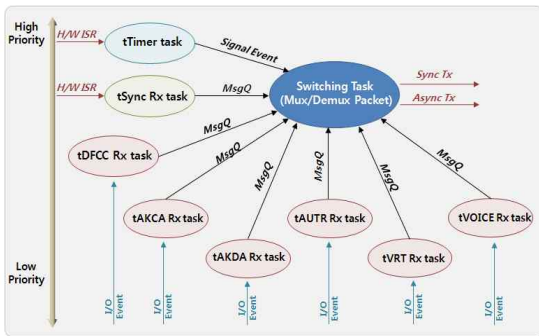 High
Priority
H/W ISR
tTimer task
Signal Event
H/W ISR
tSync Rx task
MsgQ
Switching Task
(Mux/Demux Packet)
Sync Tx
Async Tx
MsgQ
tDFCC Rx task
MsgQ
MsgQ
MsgQ
MsgQ
MsgQ
tAKCA Rx task
tAUTR Rx task
tVOICE Rx task
tAKDA Rx task
tVRT Rx task
Low
Priority
I/O
Event
I/O
Event
I/O
Event
I/O
Event
I/O
Event
I/O
Event